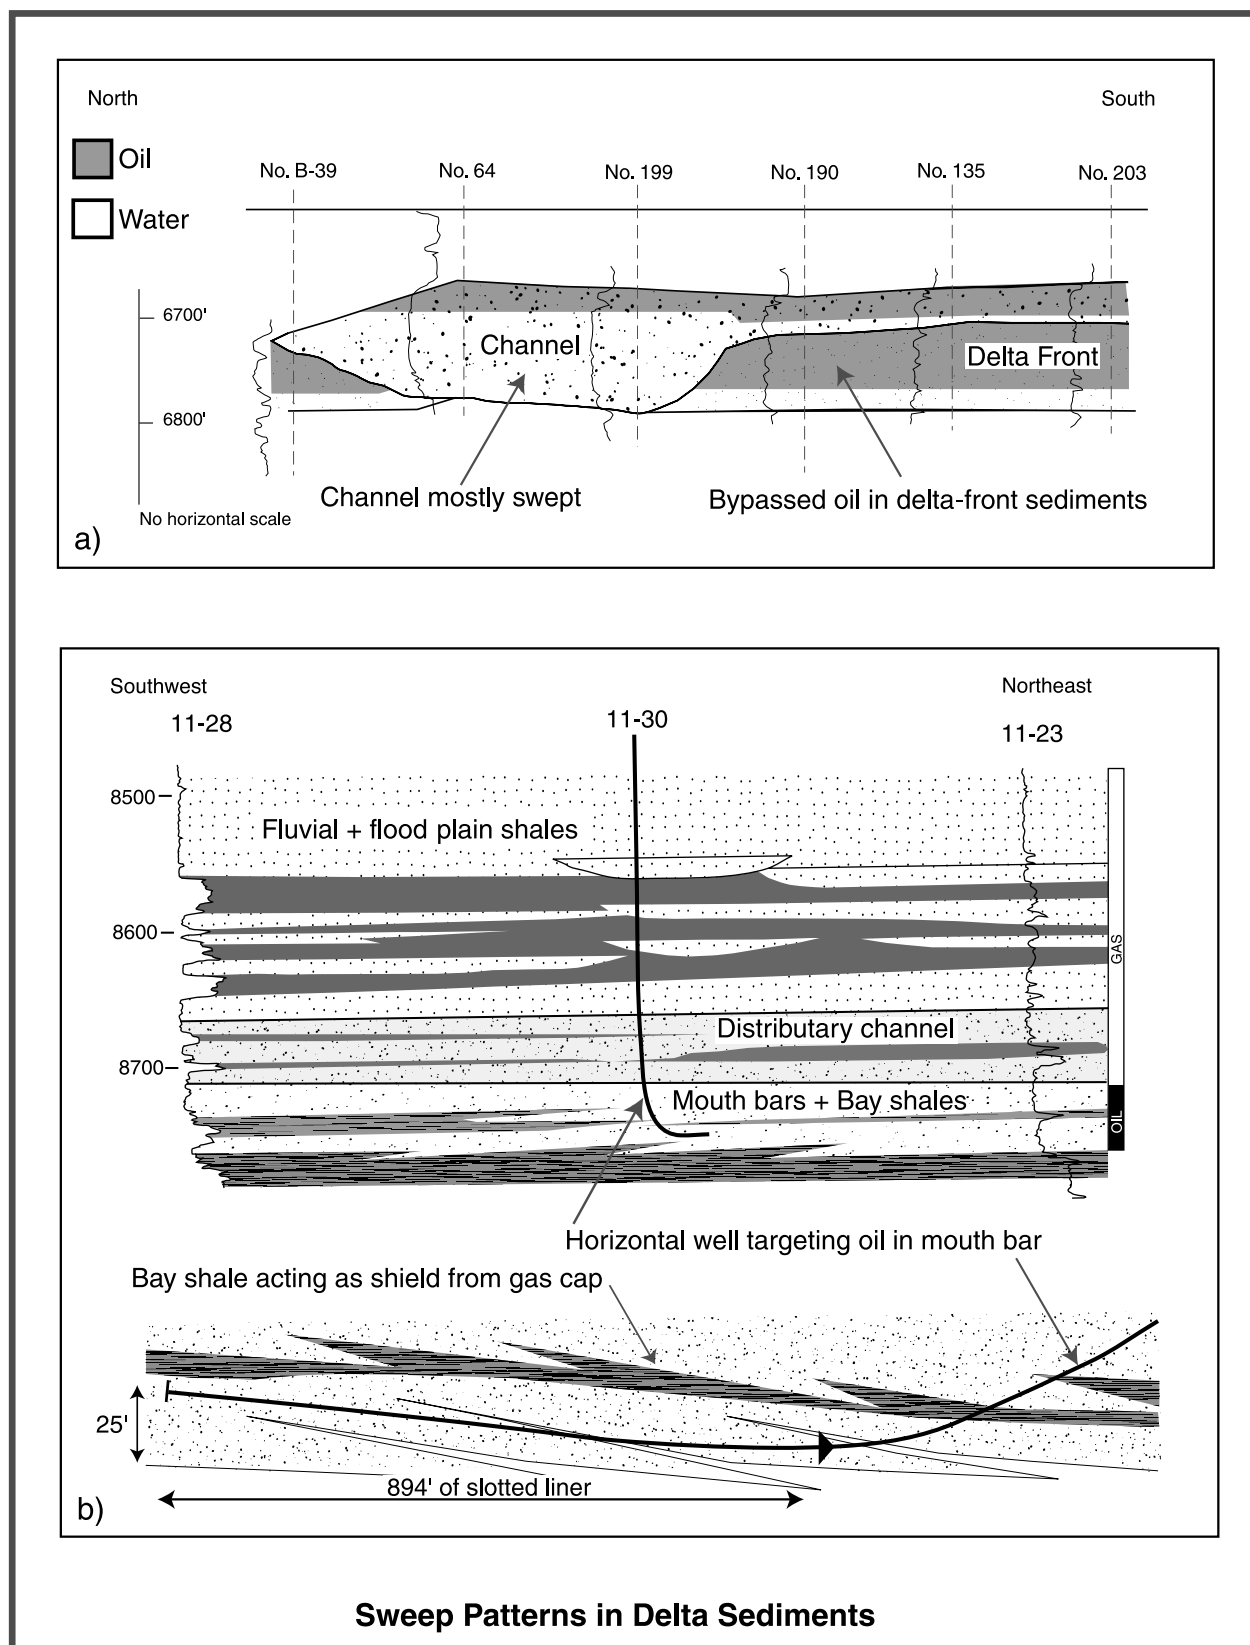 North
South
Oil
Water
No. B-39
No. 64
No. 199
No. 190
No. 135
No. 203
6700'
6800'
Channel
Delta Front
Channel mostly swept
Bypassed oil in delta-front sediments
No horizontal scale
a)
Southwest
Northeast
11-28
11-30
11-23
8500
Fluvial + flood plain shales
8600
GAS
Distributary channel
8700
Mouth bars + Bay shales
OIL
Horizontal well targeting oil in mouth bar
Bay shale acting as shield from gas cap
25'
894' of slotted liner
b)
Sweep Patterns in Delta Sediments